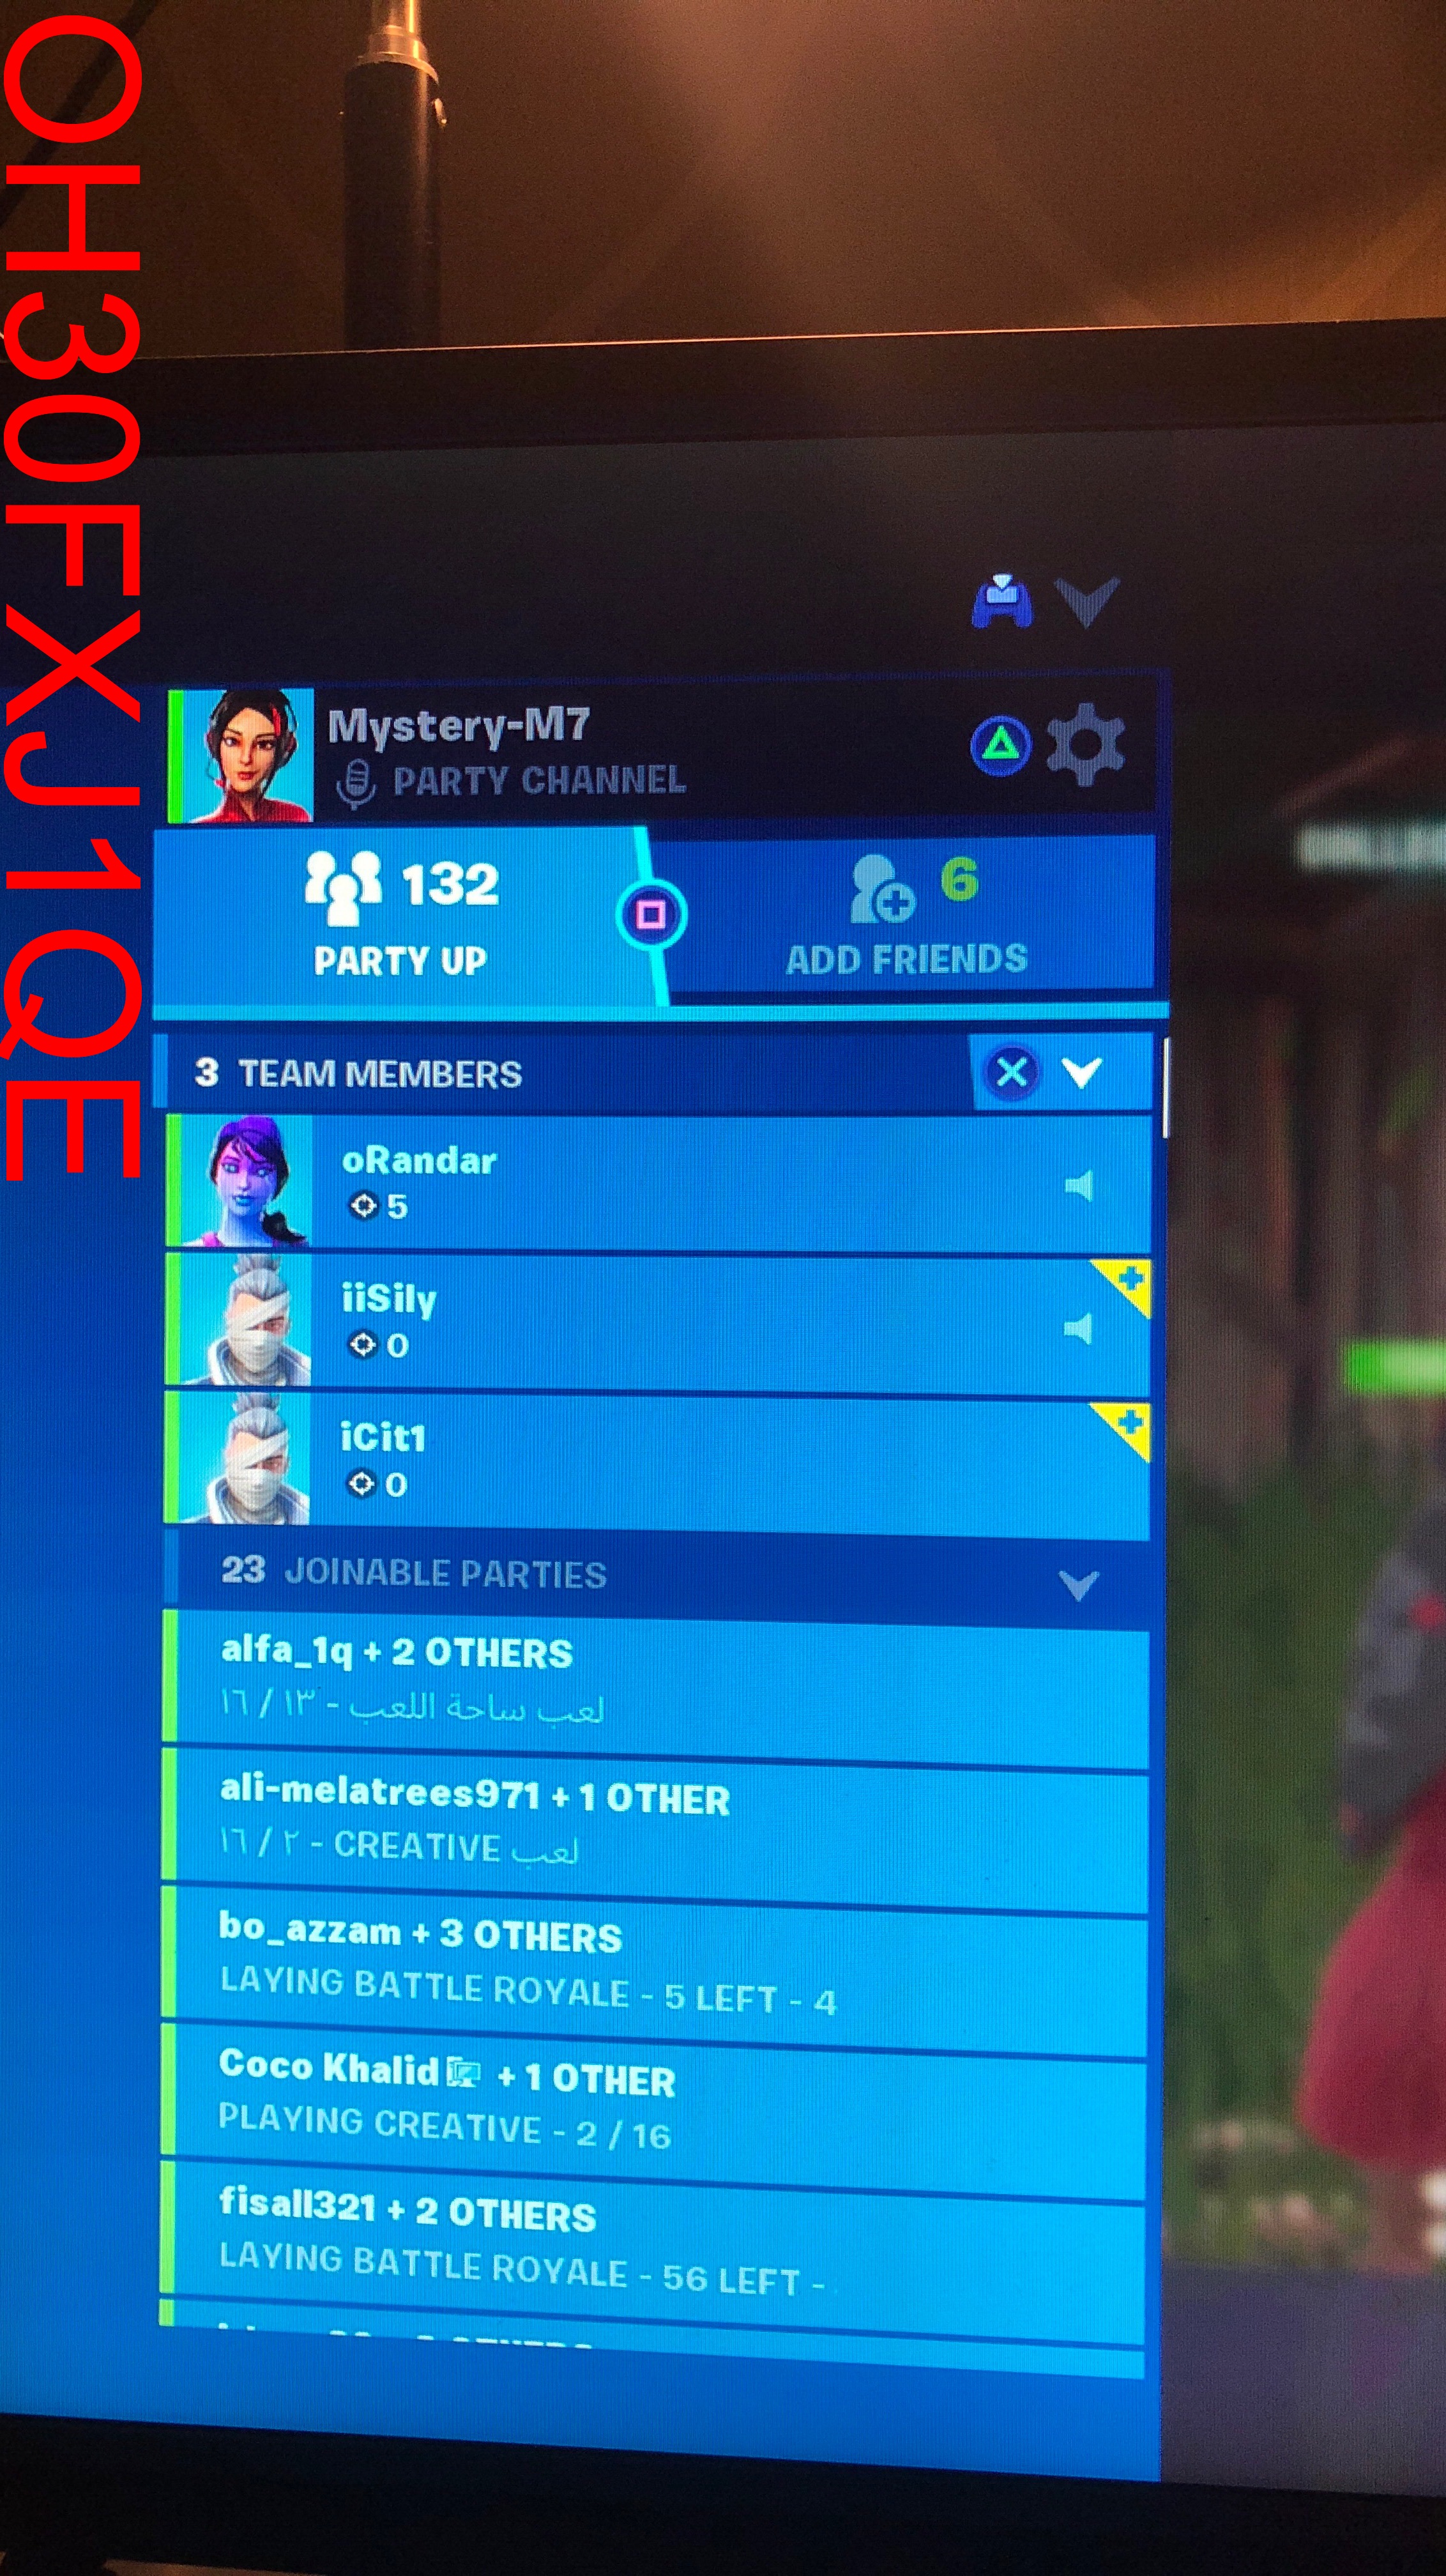 OH30FXJ1QE
Mystery-M7
PARTY CHANNEL
132
PARTY UP
6
ADD FRIENDS
3 TEAM MEMBERS
oRandar
5
iiSily
0
iCit1
0
23 JOINABLE PARTIES
alfa_1q + 2 OTHERS
لعب ساحة اللعب - ١٣ / ١٦
ali-melatrees971 + 1 OTHER
لعب CREATIVE - ٢ / ١٦
bo_azzam + 3 OTHERS
LAYING BATTLE ROYALE - 5 LEFT - 4
Coco Khalid + 1 OTHER
PLAYING CREATIVE - 2 / 16
fisall321 + 2 OTHERS
LAYING BATTLE ROYALE - 56 LEFT -